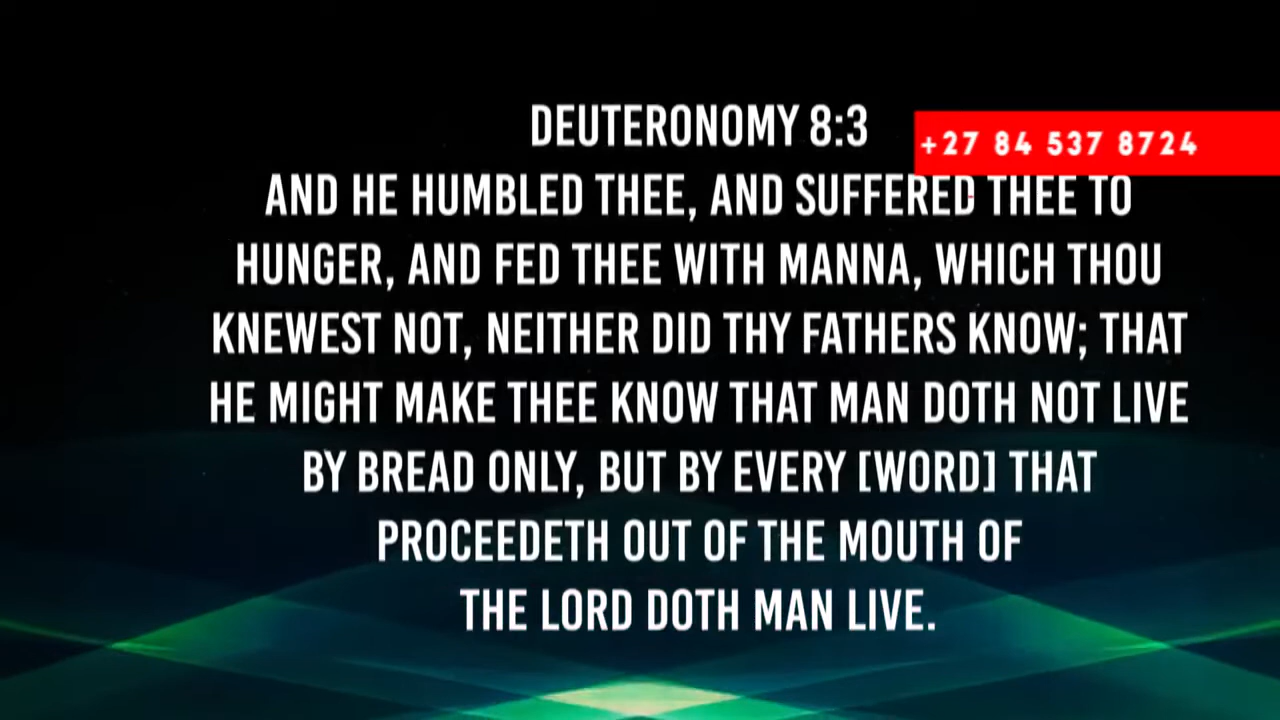 DEUTERONOMY 8:3
+27 84 537 8724
AND HE HUMBLED THEE, AND SUFFERED THEE TO
HUNGER, AND FED THEE WITH MANNA, WHICH THOU
KNEWEST NOT, NEITHER DID THY FATHERS KNOW; THAT
HE MIGHT MAKE THEE KNOW THAT MAN DOTH NOT LIVE
BY BREAD ONLY, BUT BY EVERY [WORD] THAT
PROCEEDETH OUT OF THE MOUTH OF
THE LORD DOTH MAN LIVE.